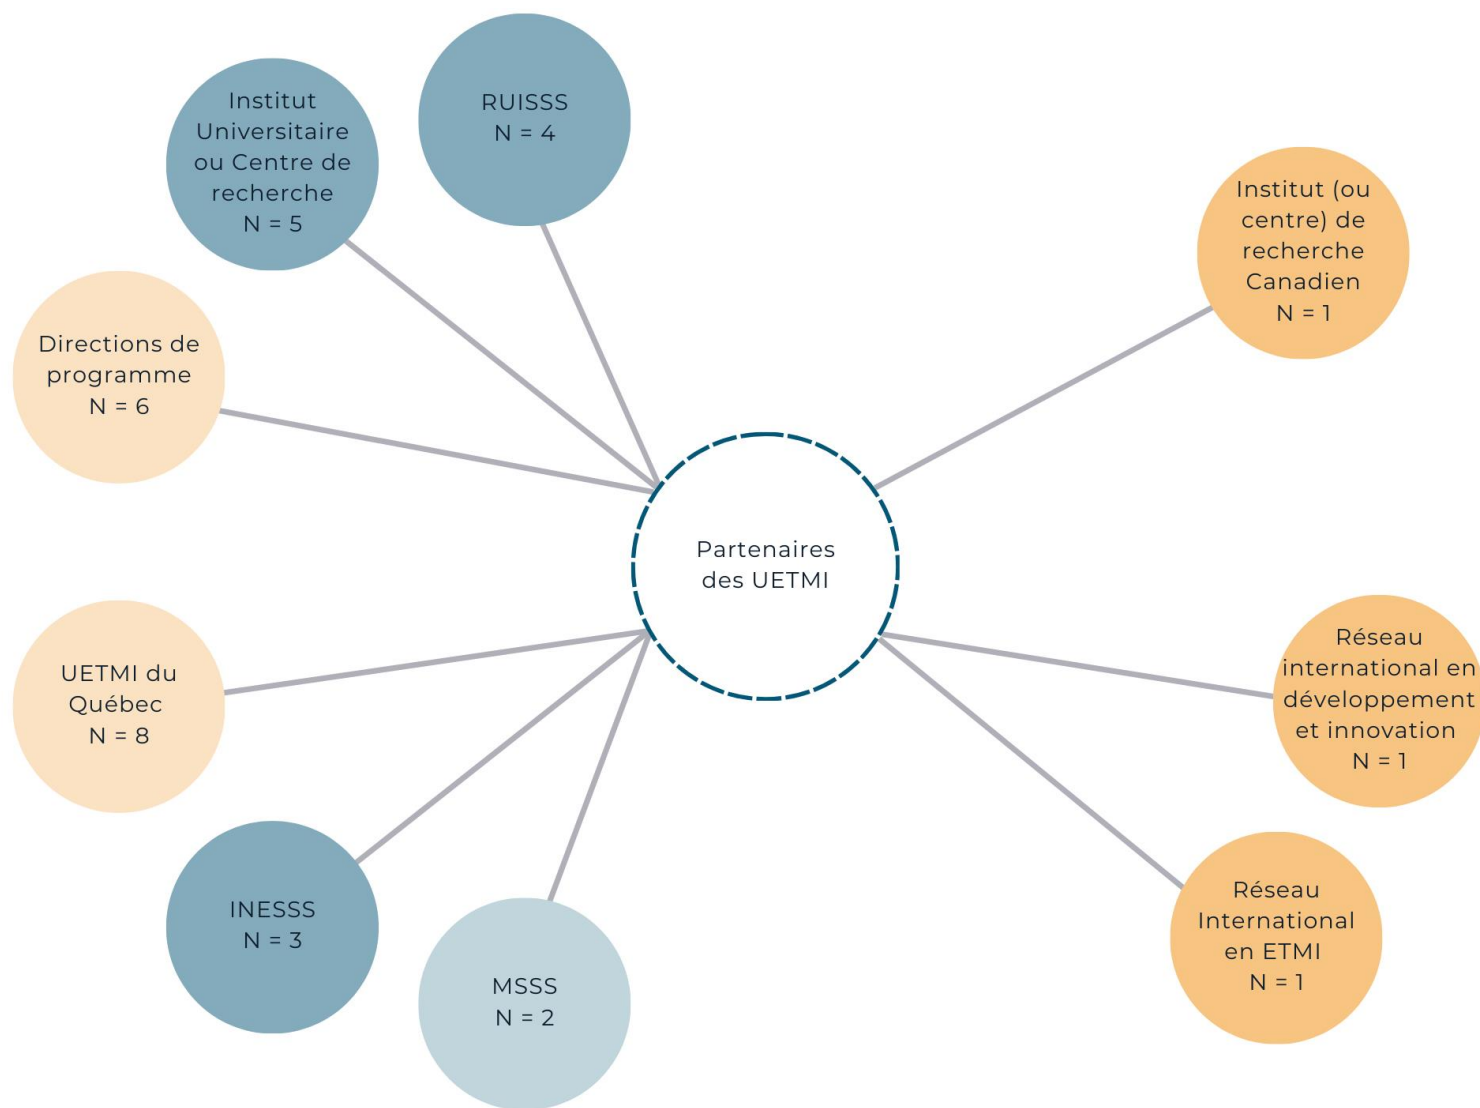 RUISSS
N = 4
Institut
Universitaire
ou Centre de
recherche
N = 5
Institut (ou
centre) de
recherche
Canadien
N = 1
Directions de
programme
N = 6
Partenaires
des UETMI
UETMI du
Québec
N = 8
Réseau
international en
développement
et innovation
N = 1
INESSS
N = 3
Réseau
International
en ETMI
N = 1
MSSS
N = 2